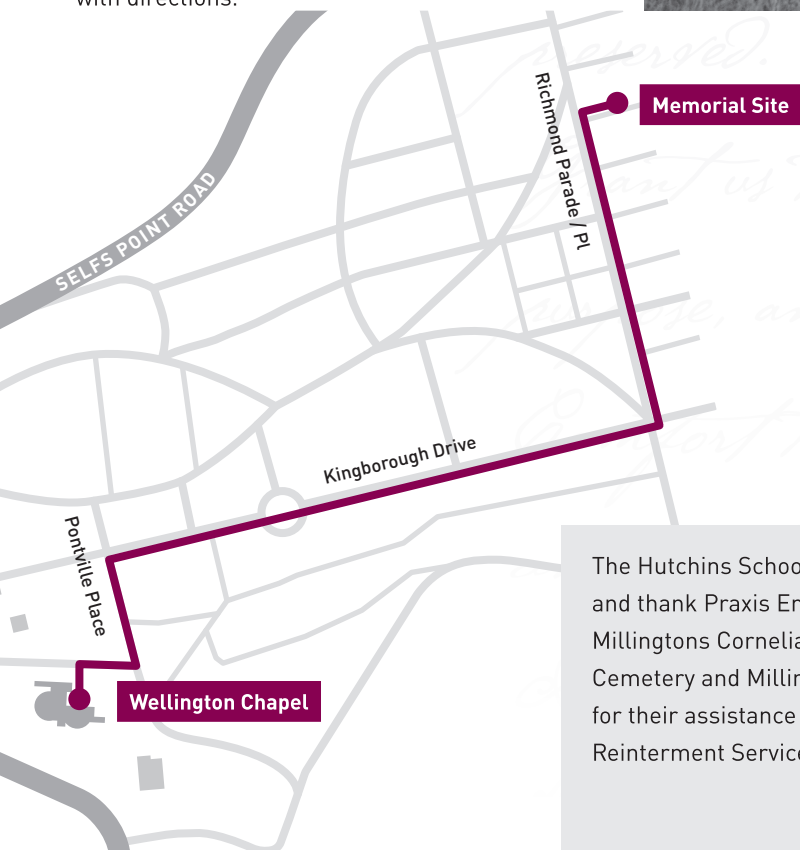 with directions.
Richmond Parade / Pl
Memorial Site
SELFS POINT ROAD
Kingborough Drive
Pontville Place
Wellington Chapel
The Hutchins Schoo
and thank Praxis En
Millingtons Cornelia
Cemetery and Millin
for their assistance
Reinterment Service